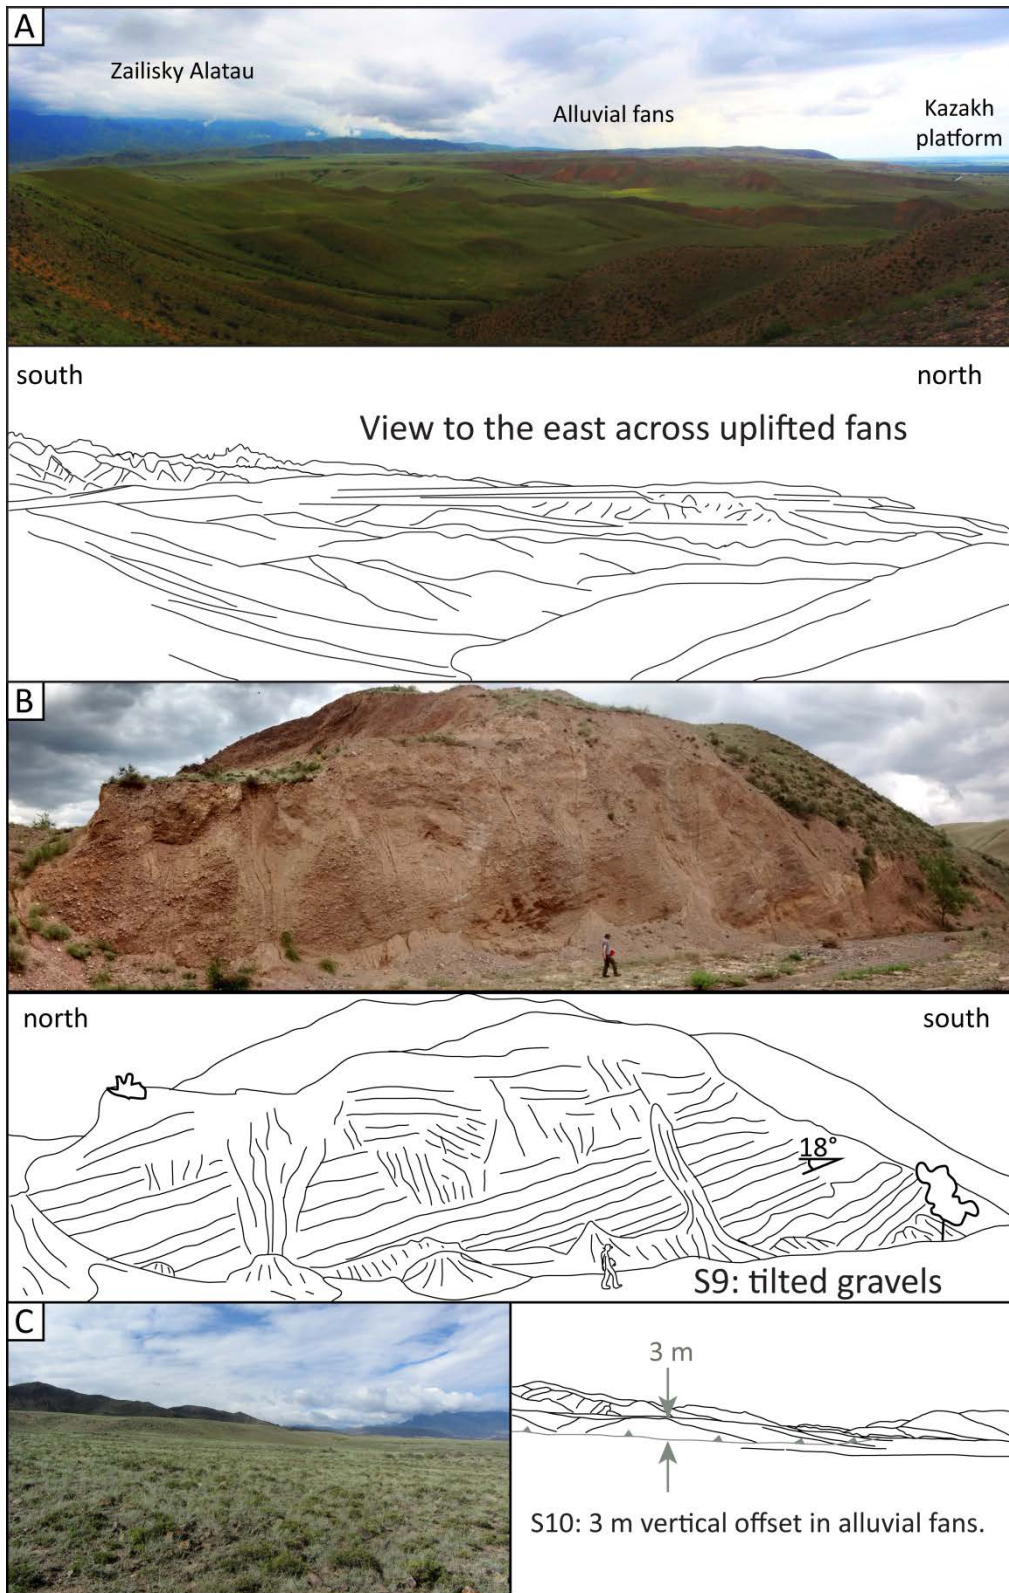 A
Zailisky Alatau
Alluvial fans
Kazakh
platform
south
north
View to the east across uplifted fans
B
north
south
18°
S9: tilted gravels
C
3 m
S10: 3 m vertical offset in alluvial fans.